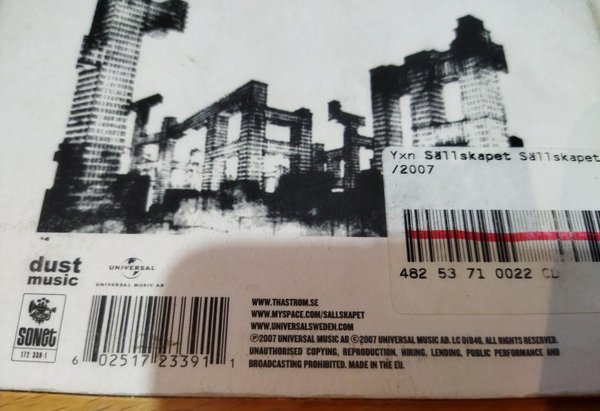 Yxn Sällskapet Sällskapet
/2007
482 53 71 0022 CD
dust
music
UNIVERSAL
UNIVERSAL MUSIC AB
SONET
172 339-1
6 02517 23391 1
WWW.THASTROM.SE
WWW.MYSPACE.COM/SALLSKAPET
WWW.UNIVERSALSWEDEN.COM
℗2007 UNIVERSAL MUSIC AB ©2007 UNIVERSAL MUSIC AB. LC 01846. ALL RIGHTS RESERVED.
UNAUTHORISED COPYING, REPRODUCTION, HIRING, LENDING, PUBLIC PERFORMANCE AND
BROADCASTING PROHIBITED. MADE IN THE EU.